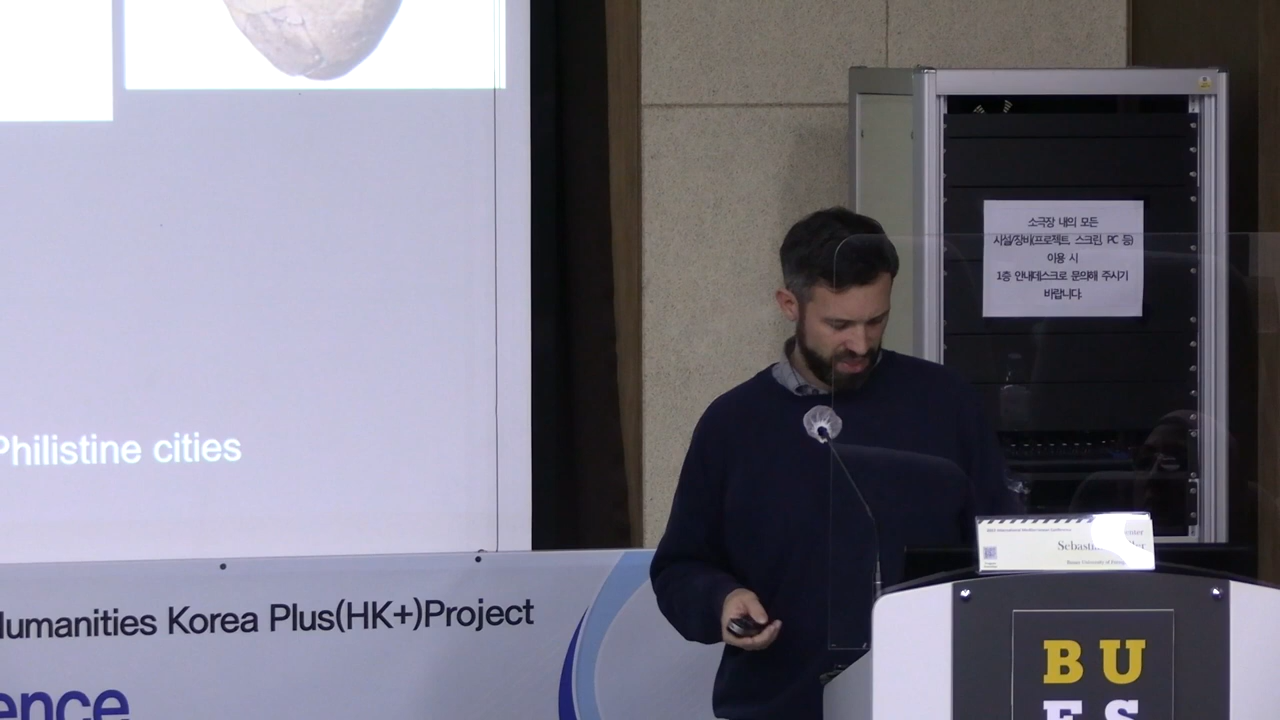 Philistine cities
Humanities Korea Plus(HK+)Project
ence
소극장 내의 모든
시설/장비(프로젝트, 스크린, PC 등)
이용 시
1층 안내데스크로 문의해 주시기
바랍니다.
BU